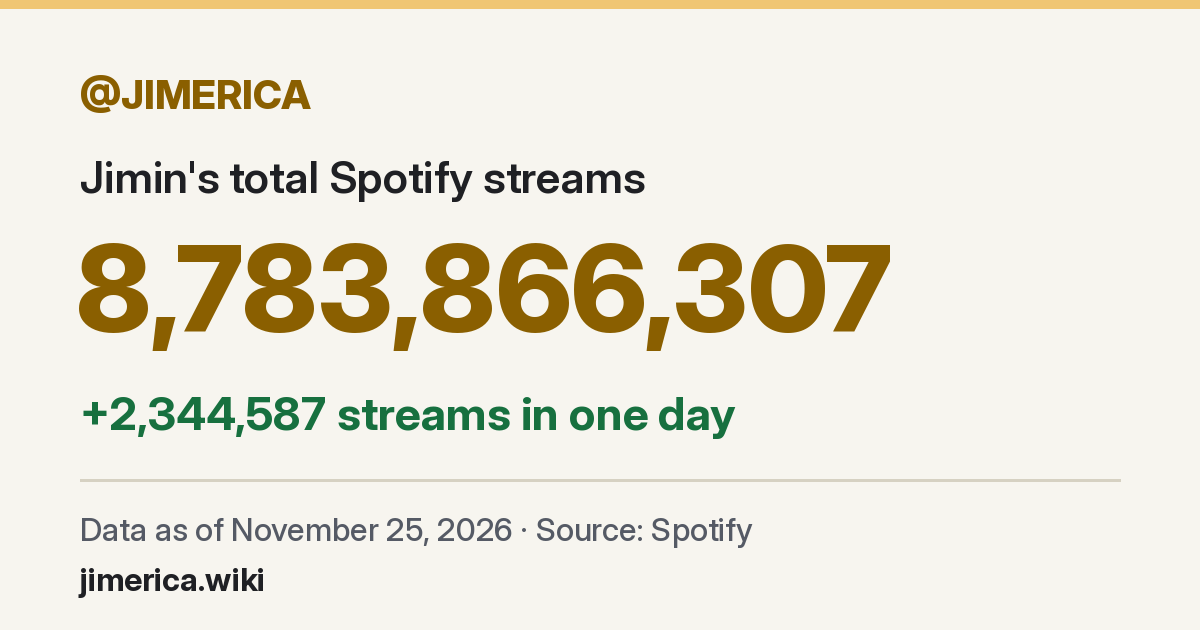 @JIMERICA
Jimin's total Spotify streams
8,783,866,307
+2,344,587 streams in one day
Data as of November 25, 2026 · Source: Spotify
jimerica.wiki